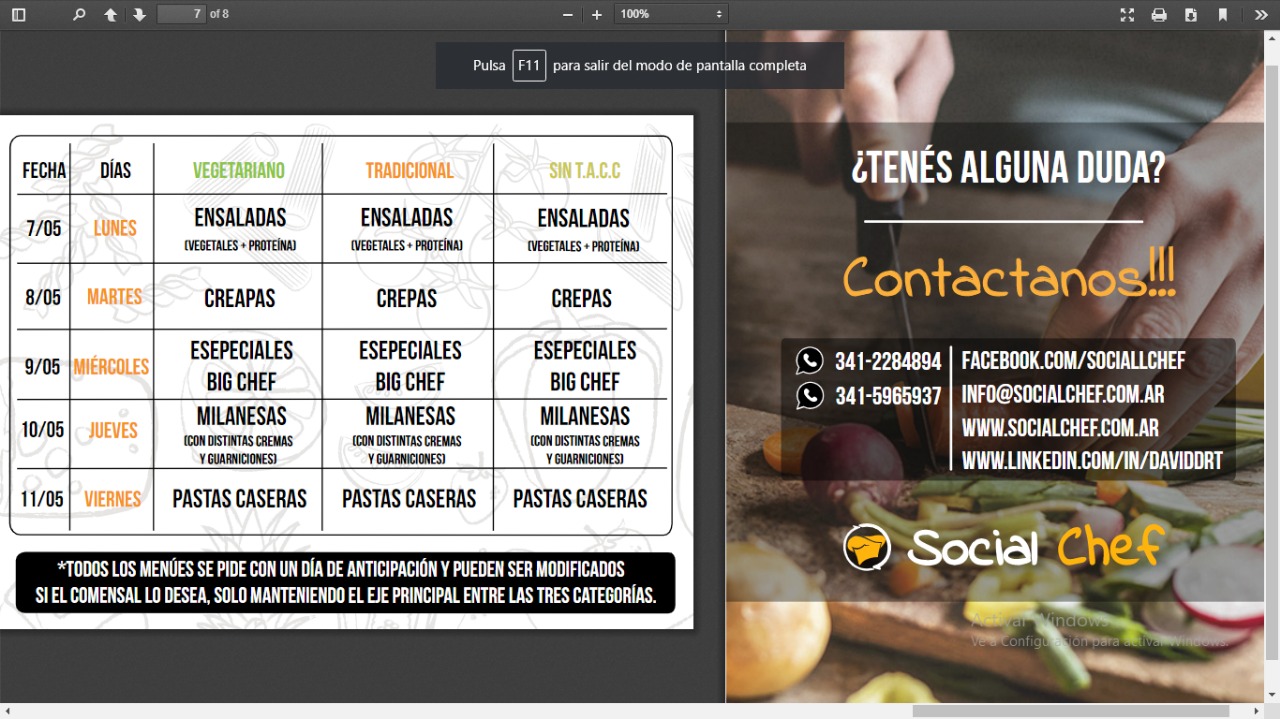 7 of 8
100%
Pulsa F11 para salir del modo de pantalla completa
FECHA DÍAS VEGETARIANO TRADICIONAL SIN T.A.C.C
7/05 LUNES ENSALADAS ENSALADAS ENSALADAS
(VEGETALES + PROTEÍNA) (VEGETALES + PROTEÍNA) (VEGETALES + PROTEÍNA)
8/05 MARTES CREAPAS CREPAS CREPAS
9/05 MIÉRCOLES ESEPECIALES ESEPECIALES ESEPECIALES
BIG CHEF BIG CHEF BIG CHEF
10/05 JUEVES MILANESAS MILANESAS MILANESAS
(CON DISTINTAS CREMAS (CON DISTINTAS CREMAS (CON DISTINTAS CREMAS
Y GUARNICIONES) Y GUARNICIONES) Y GUARNICIONES)
11/05 VIERNES PASTAS CASERAS PASTAS CASERAS PASTAS CASERAS
*TODOS LOS MENÚES SE PIDE CON UN DÍA DE ANTICIPACIÓN Y PUEDEN SER MODIFICADOS
SI EL COMENSAL LO DESEA, SOLO MANTENIENDO EL EJE PRINCIPAL ENTRE LAS TRES CATEGORÍAS.
¿TENÉS ALGUNA DUDA?
Contactanos!!!
341-2284894
341-5965937
FACEBOOK.COM/SOCIALLCHEF
INFO@SOCIALCHEF.COM.AR
WWW.SOCIALCHEF.COM.AR
WWW.LINKEDIN.COM/IN/DAVIDDRT
Social Chef
Activar Windows
Ve a Configuración para activar Windows.